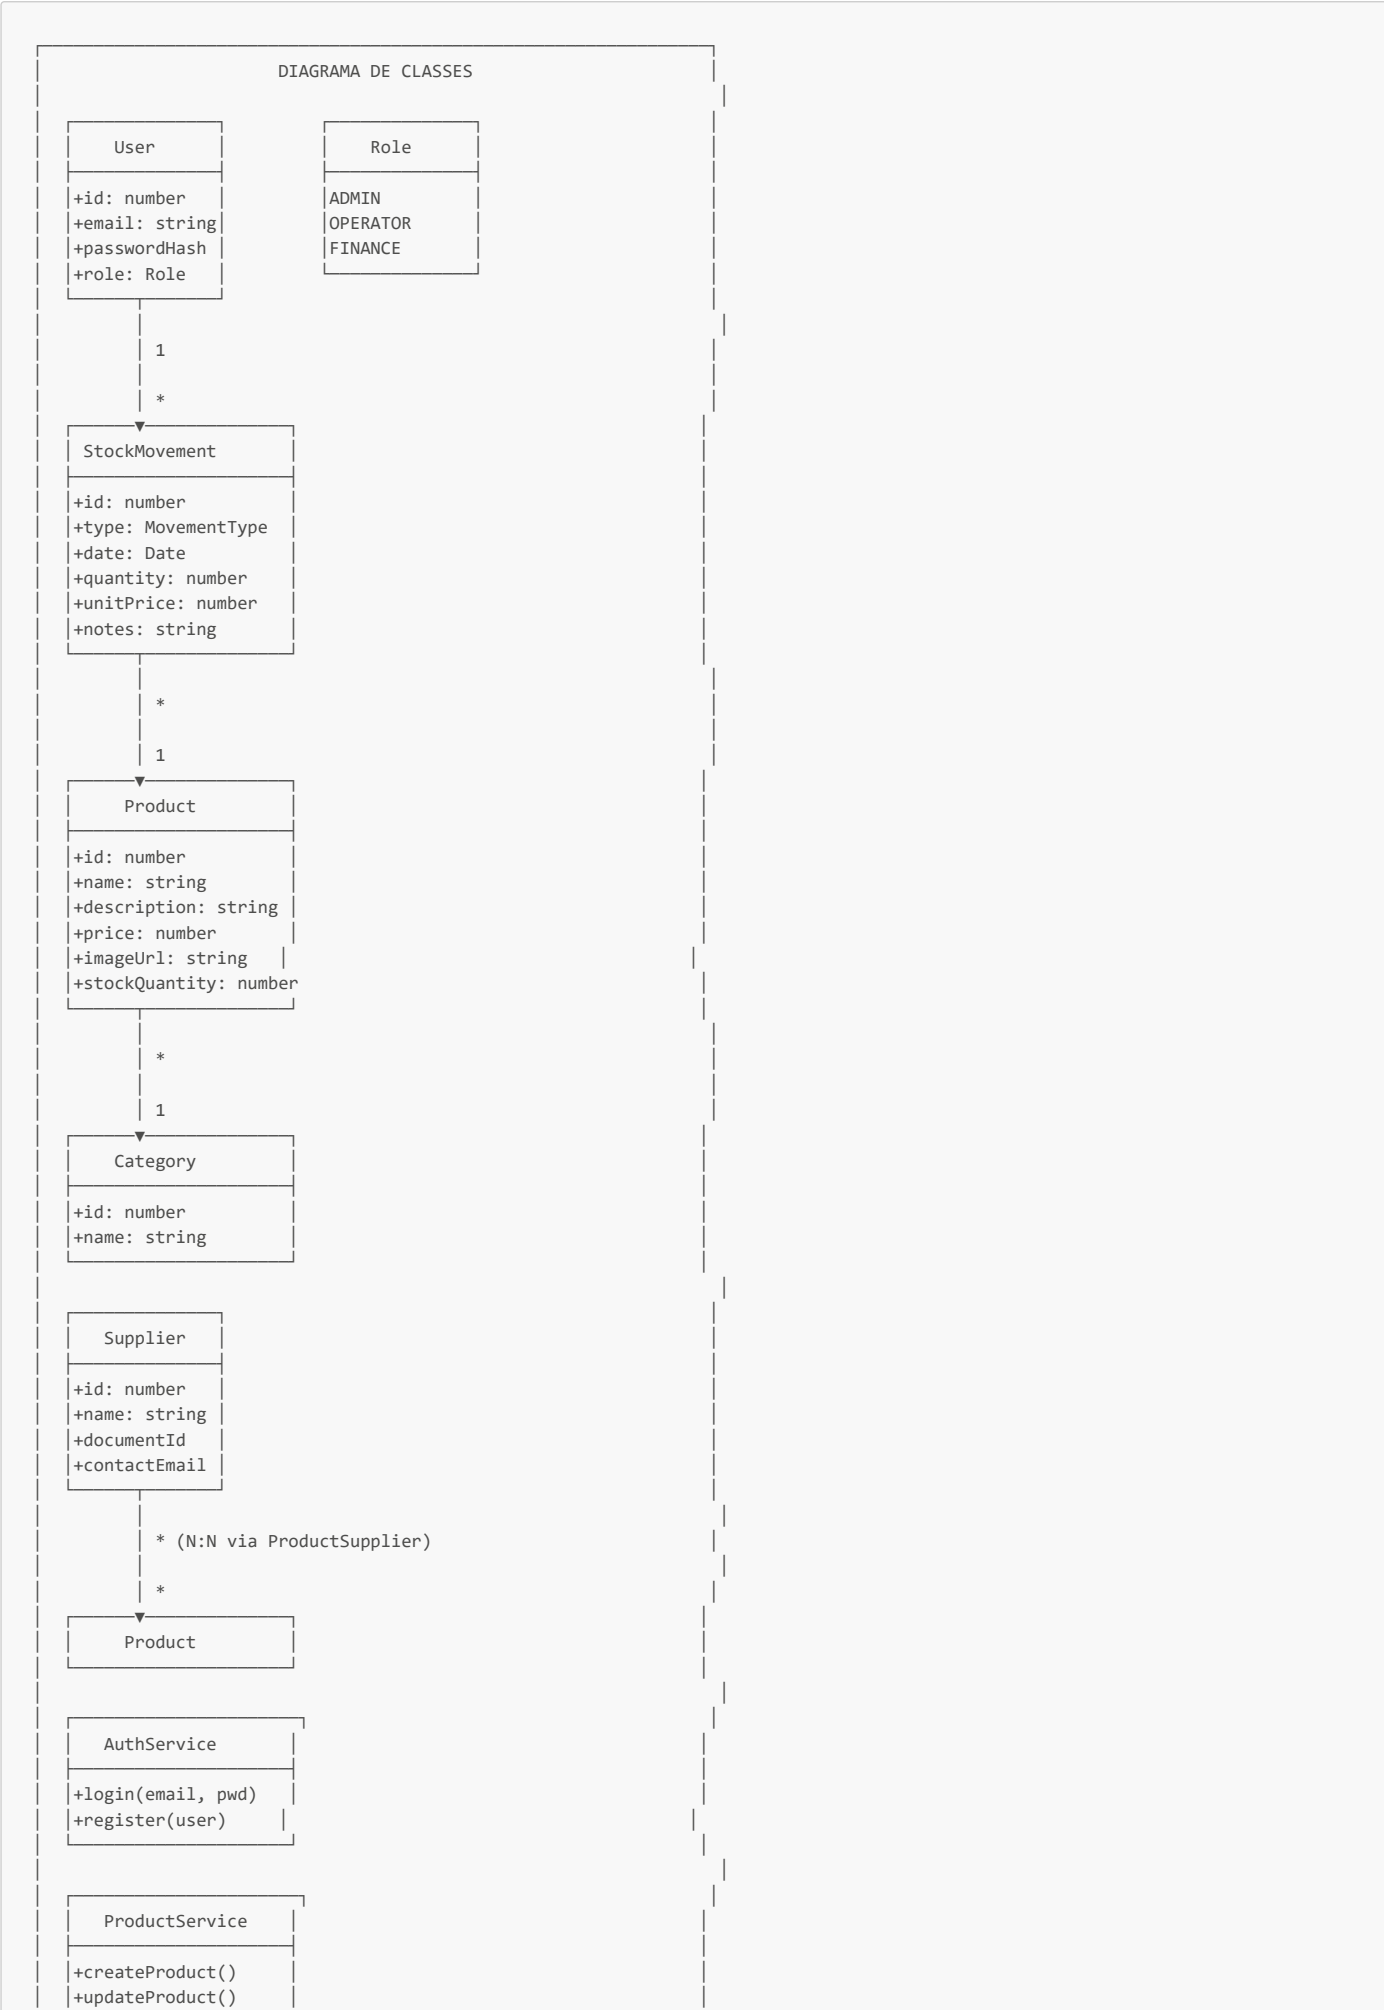 DIAGRAMA DE CLASSES
User Role
+id: number ADMIN
+email: string OPERATOR
+passwordHash FINANCE
+role: Role
1
*
StockMovement
+id: number
+type: MovementType
+date: Date
+quantity: number
+unitPrice: number
+notes: string
*
1
Product
+id: number
+name: string
+description: string
+price: number
+imageUrl: string
+stockQuantity: number
*
1
Category
+id: number
+name: string
Supplier
+id: number
+name: string
+documentId
+contactEmail
* (N:N via ProductSupplier)
*
Product
AuthService
+login(email, pwd)
+register(user)
ProductService
+createProduct()
+updateProduct()